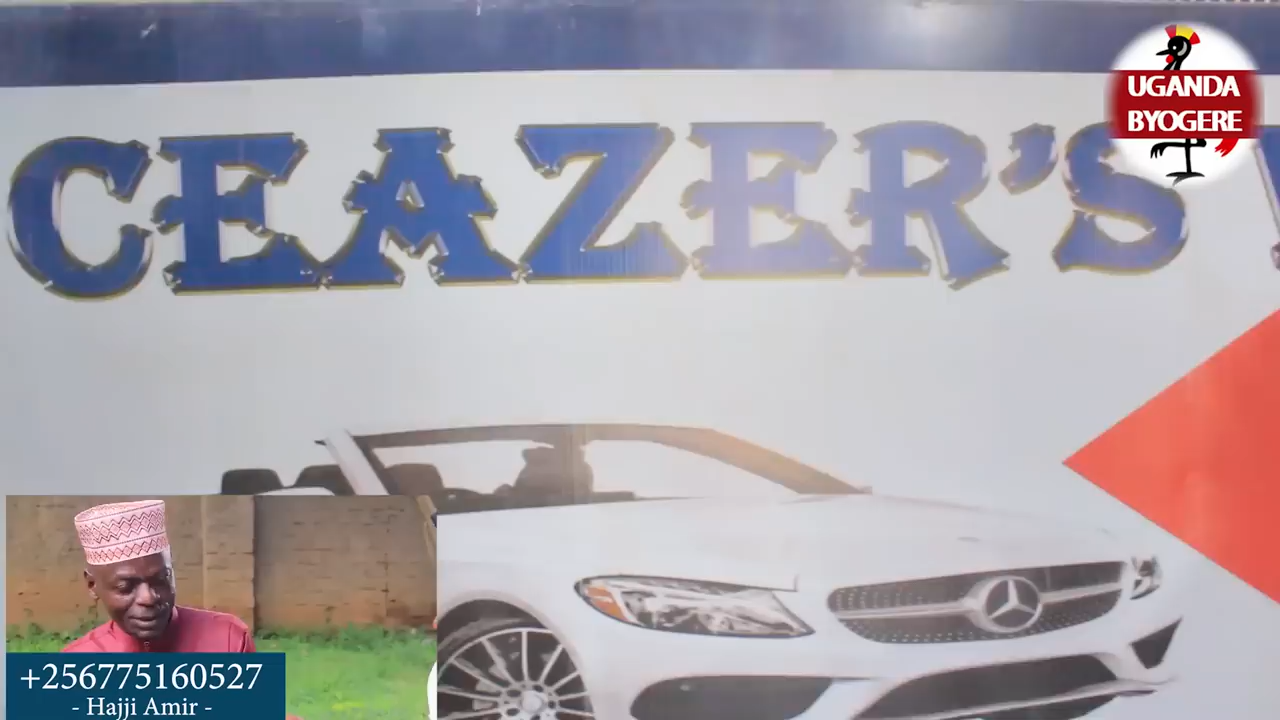 CEAZER'S
UGANDA
BYOGERE
+256775160527
- Hajji Amir -